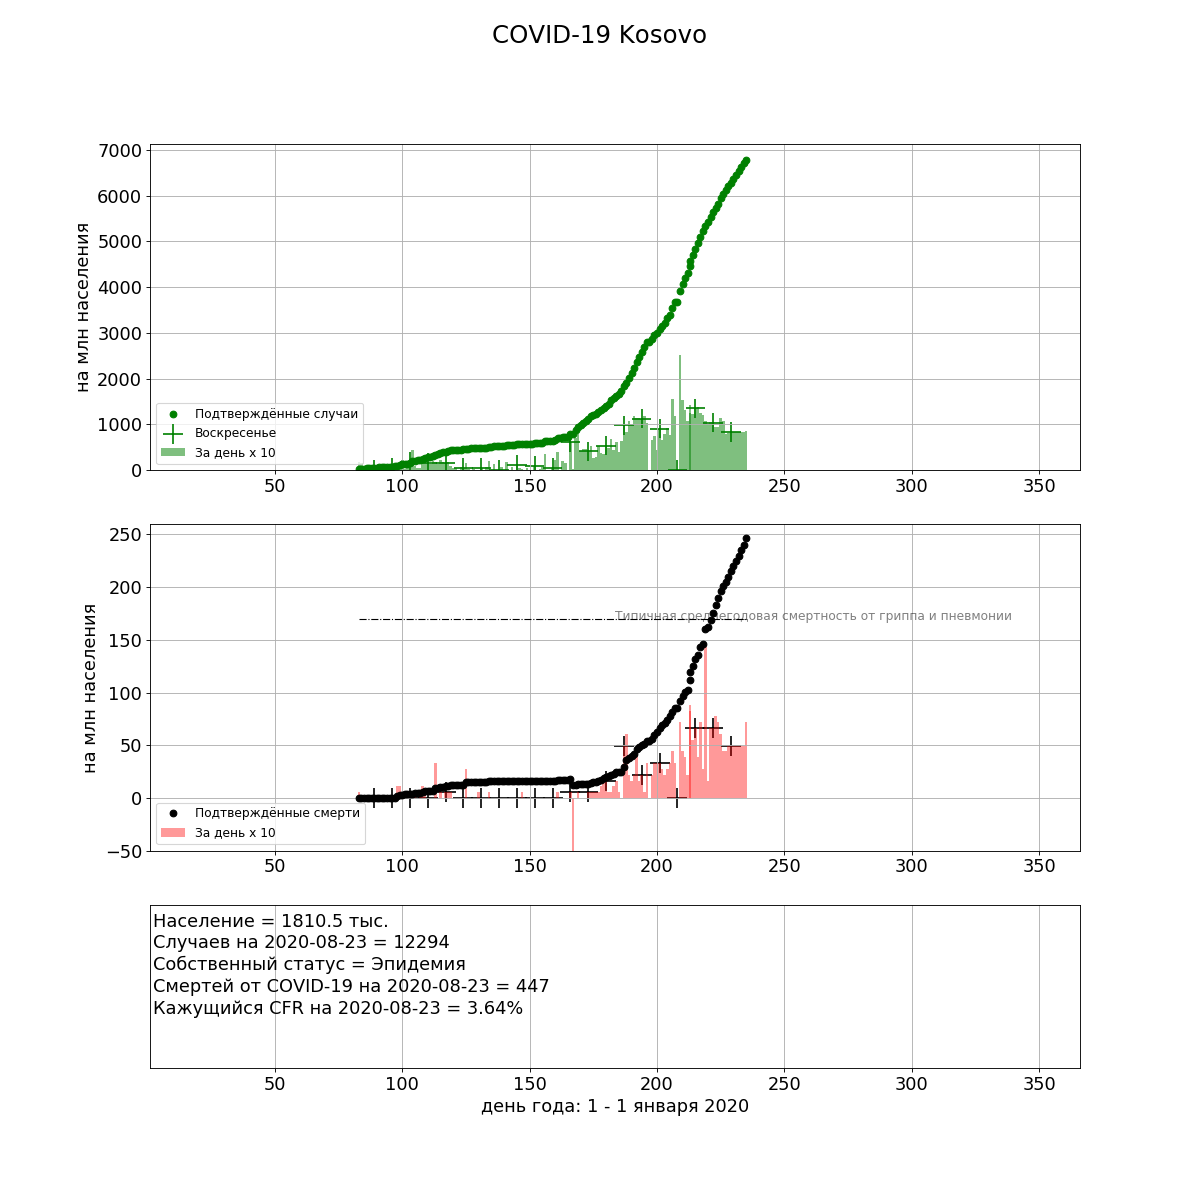 COVID-19 Kosovo
7000
6000
5000
4000
3000
2000
1000
0
на млн населения
Подтверждённые случаи
Воскресенье
За день x 10
50 100 150 200 250 300 350
250
200
150
100
50
0
−50
на млн населения
Типичная среднегодовая смертность от гриппа и пневмонии
Подтверждённые смерти
За день x 10
50 100 150 200 250 300 350
Население = 1810.5 тыс.
Случаев на 2020-08-23 = 12294
Собственный статус = Эпидемия
Смертей от COVID-19 на 2020-08-23 = 447
Кажущийся CFR на 2020-08-23 = 3.64%
50 100 150 200 250 300 350
день года: 1 - 1 января 2020